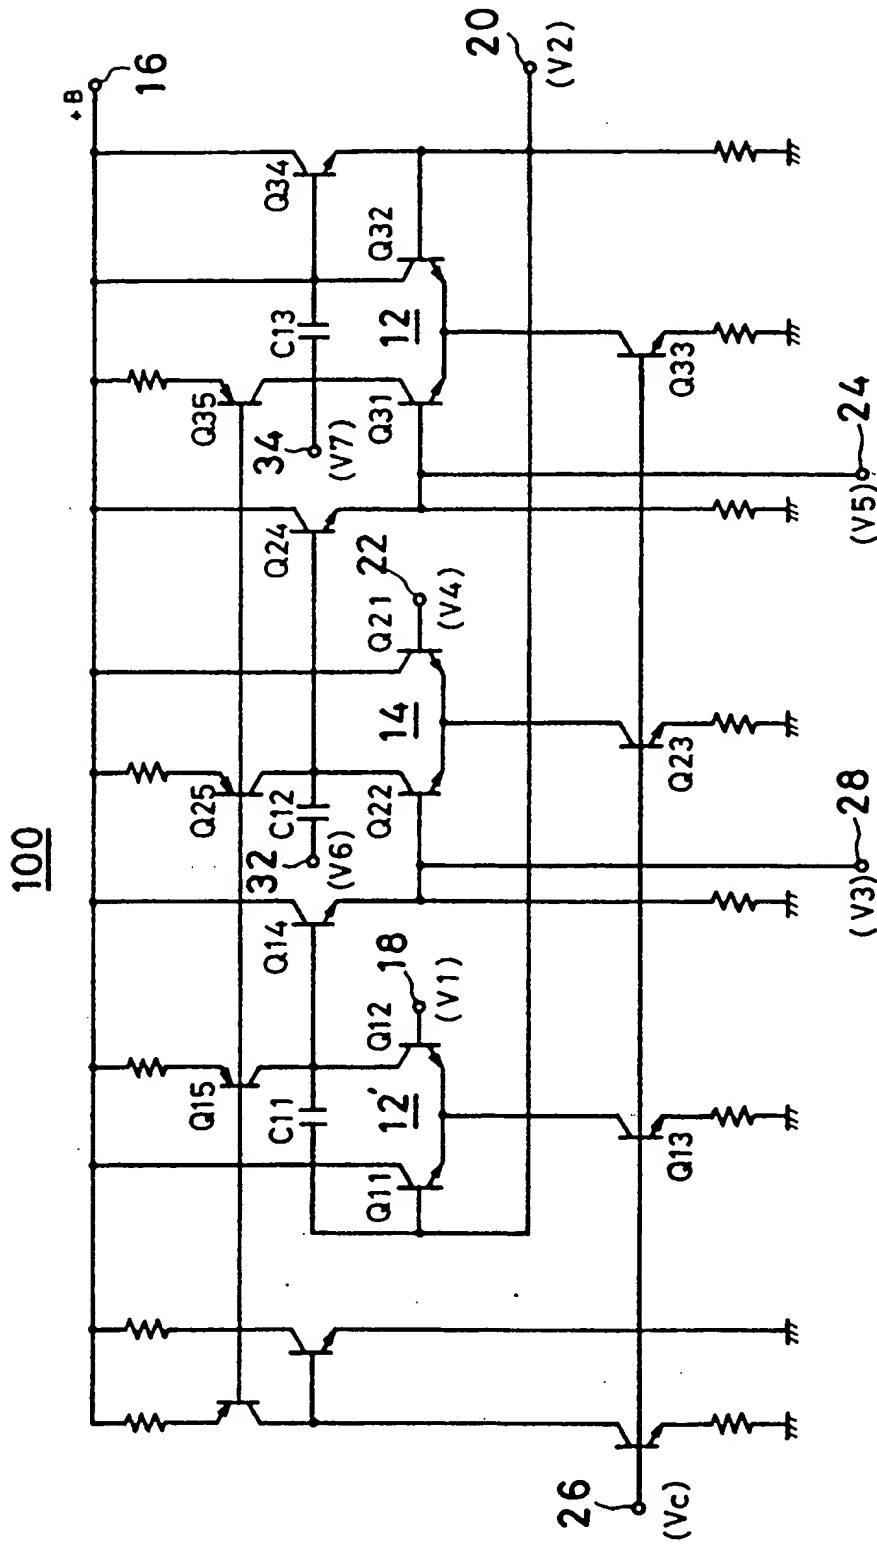 100
+B
16
Q15
Q25
Q35
C11
Q14
32
C12
Q24
34
C13
Q34
(V6)
(V7)
Q11
12'
Q12
18
Q22
14
Q21
22
Q31
12
Q32
(V1)
(V4)
20
(V2)
26
(Vc)
Q13
Q23
Q33
(V3)
28
(V5)
24